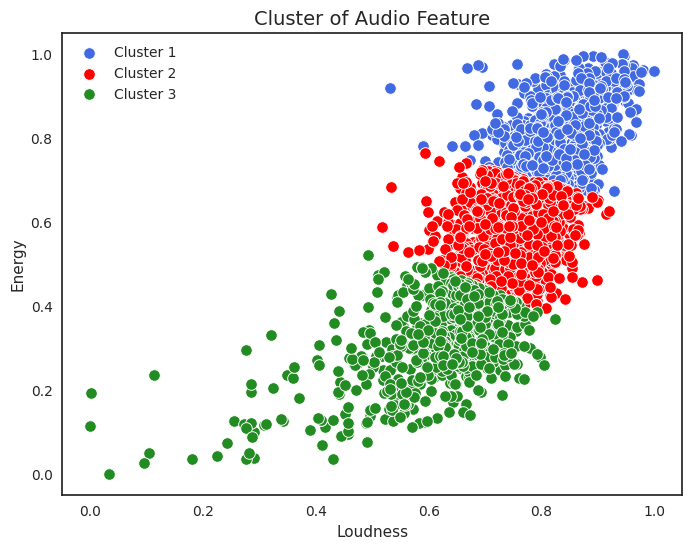 Cluster of Audio Feature
Cluster 1
Cluster 2
Cluster 3
1.0
0.8
0.6
0.4
0.2
0.0
Energy
0.0 0.2 0.4 0.6 0.8 1.0
Loudness